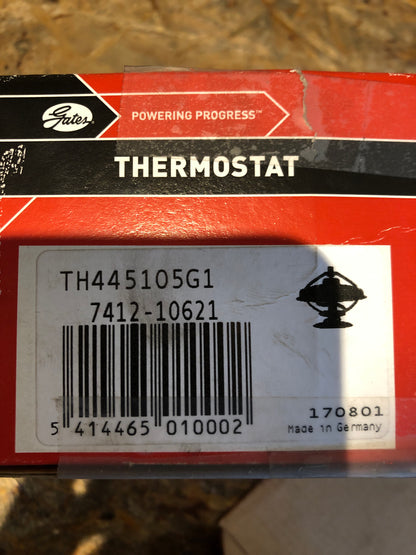 Gates
POWERING PROGRESS™
THERMOSTAT
TH445105G1
7412-10621
5 414465 010002
170801
Made in Germany